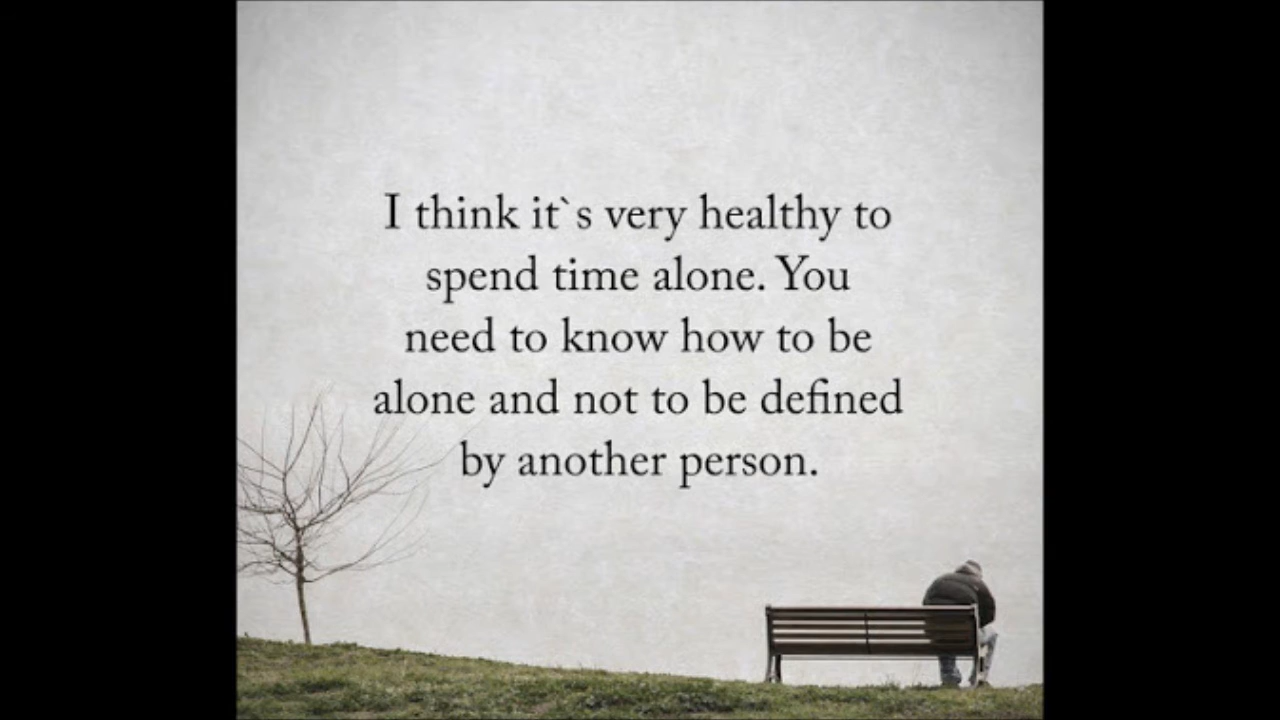 I think it`s very healthy to
spend time alone. You
need to know how to be
alone and not to be defined
by another person.